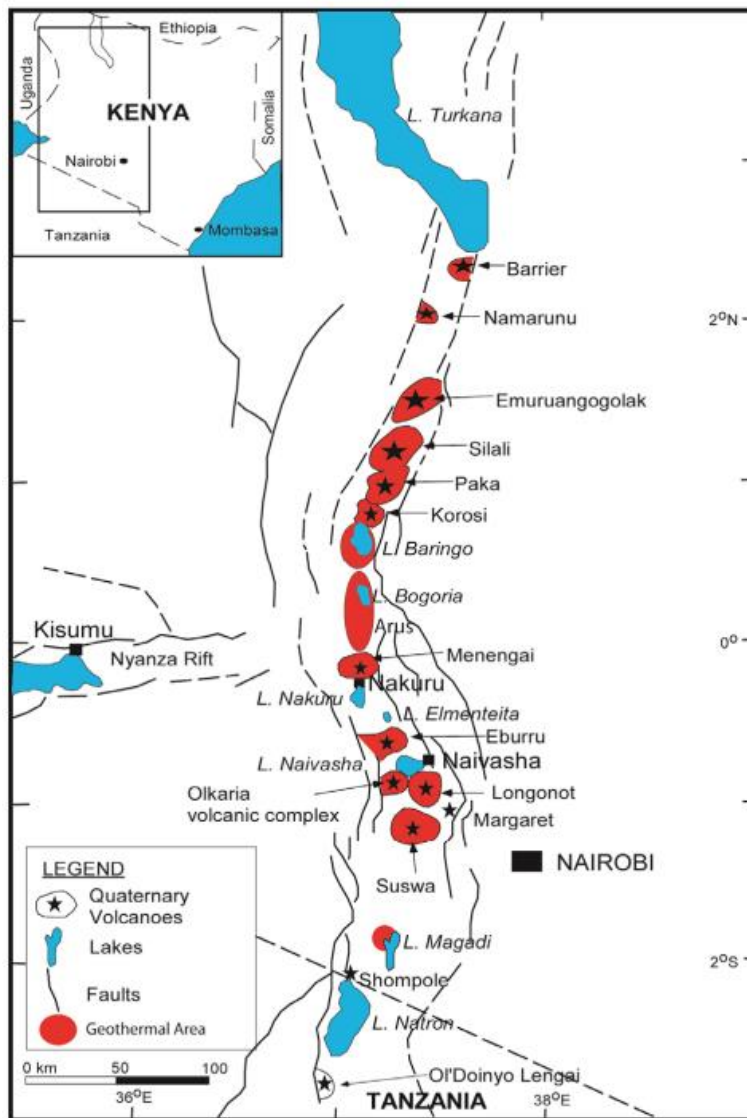 Ethiopia
Uganda
KENYA
Somalia
Nairobi
Mombasa
Tanzania
L. Turkana
Barrier
Namarunu
2°N
Emuruangogolak
Silali
Paka
Korosi
L. Baringo
L. Bogoria
Arus
Kisumu
Nyanza Rift
0°
Menengai
Nakuru
L. Nakuru
L. Elmenteita
Eburru
L. Naivasha
Naivasha
Olkaria
volcanic complex
Longonot
Margaret
NAIROBI
Suswa
LEGEND
Quaternary
Volcanoes
Lakes
Faults
Geothermal Area
0 km 50 100
L. Magadi
2°S
Shompole
L. Natron
Ol'Doinyo Lengai
36°E
TANZANIA
38°E